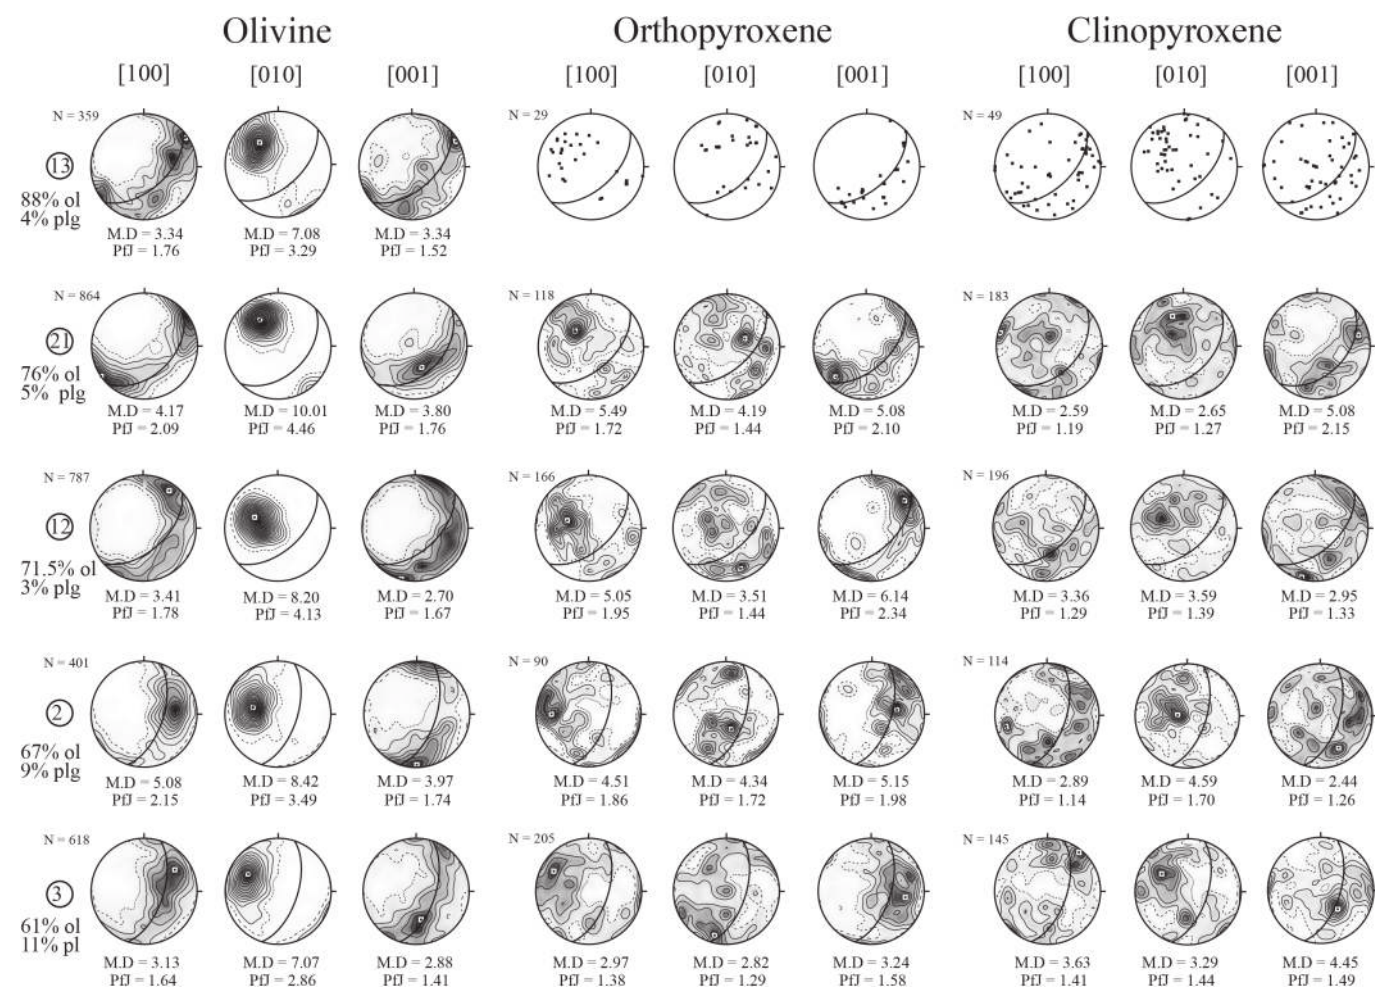 Olivine Orthopyroxene Clinopyroxene
[100] [010] [001] [100] [010] [001] [100] [010] [001]
N = 359 N = 29 N = 49
13
88% ol
4% plg
M.D = 3.34 M.D = 7.08 M.D = 3.34
PfJ = 1.76 PfJ = 3.29 PfJ = 1.52
N = 864 N = 118 N = 183
21
76% ol
5% plg
M.D = 4.17 M.D = 10.01 M.D = 3.80 M.D = 5.49 M.D = 4.19 M.D = 5.08 M.D = 2.59 M.D = 2.65 M.D = 5.08
PfJ = 2.09 PfJ = 4.46 PfJ = 1.76 PfJ = 1.72 PfJ = 1.44 PfJ = 2.10 PfJ = 1.19 PfJ = 1.27 PfJ = 2.15
N = 787 N = 166 N = 196
12
71.5% ol
3% plg
M.D = 3.41 M.D = 8.20 M.D = 2.70 M.D = 5.05 M.D = 3.51 M.D = 6.14 M.D = 3.36 M.D = 3.59 M.D = 2.95
PfJ = 1.78 PfJ = 4.13 PfJ = 1.67 PfJ = 1.95 PfJ = 1.44 PfJ = 2.34 PfJ = 1.29 PfJ = 1.39 PfJ = 1.33
N = 401 N = 90 N = 114
2
67% ol
9% plg
M.D = 5.08 M.D = 8.42 M.D = 3.97 M.D = 4.51 M.D = 4.34 M.D = 5.15 M.D = 2.89 M.D = 4.59 M.D = 2.44
PfJ = 2.15 PfJ = 3.49 PfJ = 1.74 PfJ = 1.86 PfJ = 1.72 PfJ = 1.98 PfJ = 1.14 PfJ = 1.70 PfJ = 1.26
N = 618 N = 205 N = 145
3
61% ol
11% pl
M.D = 3.13 M.D = 7.07 M.D = 2.88 M.D = 2.97 M.D = 2.82 M.D = 3.24 M.D = 3.63 M.D = 3.29 M.D = 4.45
PfJ = 1.64 PfJ = 2.86 PfJ = 1.41 PfJ = 1.38 PfJ = 1.29 PfJ = 1.58 PfJ = 1.41 PfJ = 1.44 PfJ = 1.49